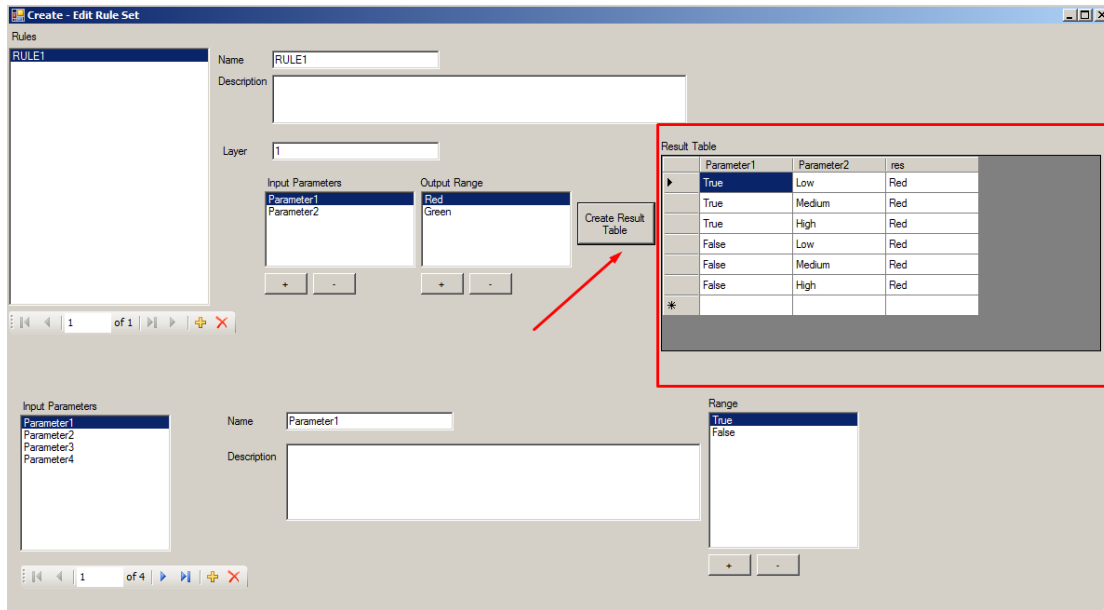 Create - Edit Rule Set
Rules
RULE1
Name RULE1
Description
Layer 1
Input Parameters
Parameter1
Parameter2
+ -
Output Range
Red
Green
+ -
Create Result
Table
Result Table
Parameter1 Parameter2 res
True Low Red
True Medium Red
True High Red
False Low Red
False Medium Red
False High Red
1 of 1
Input Parameters
Parameter1
Parameter2
Parameter3
Parameter4
Name Parameter1
Description
Range
True
False
+ -
1 of 4